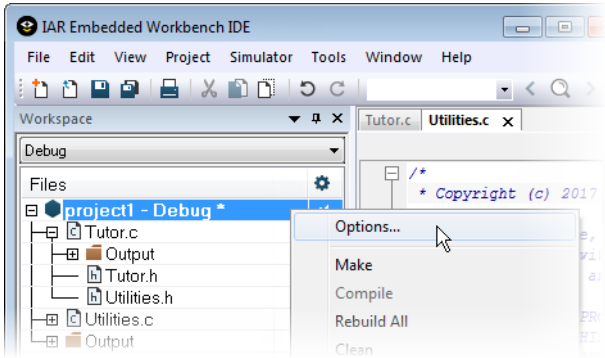 IAR Embedded Workbench IDE
File Edit View Project Simulator Tools Window Help
Workspace
Tutor.c Utilities.c
Debug
Files
/*
* Copyright (c) 2017
project1 - Debug *
Options...
Tutor.c
Output
Make
Tutor.h
Compile
Utilities.h
Rebuild All
Utilities.c
Output
Clean